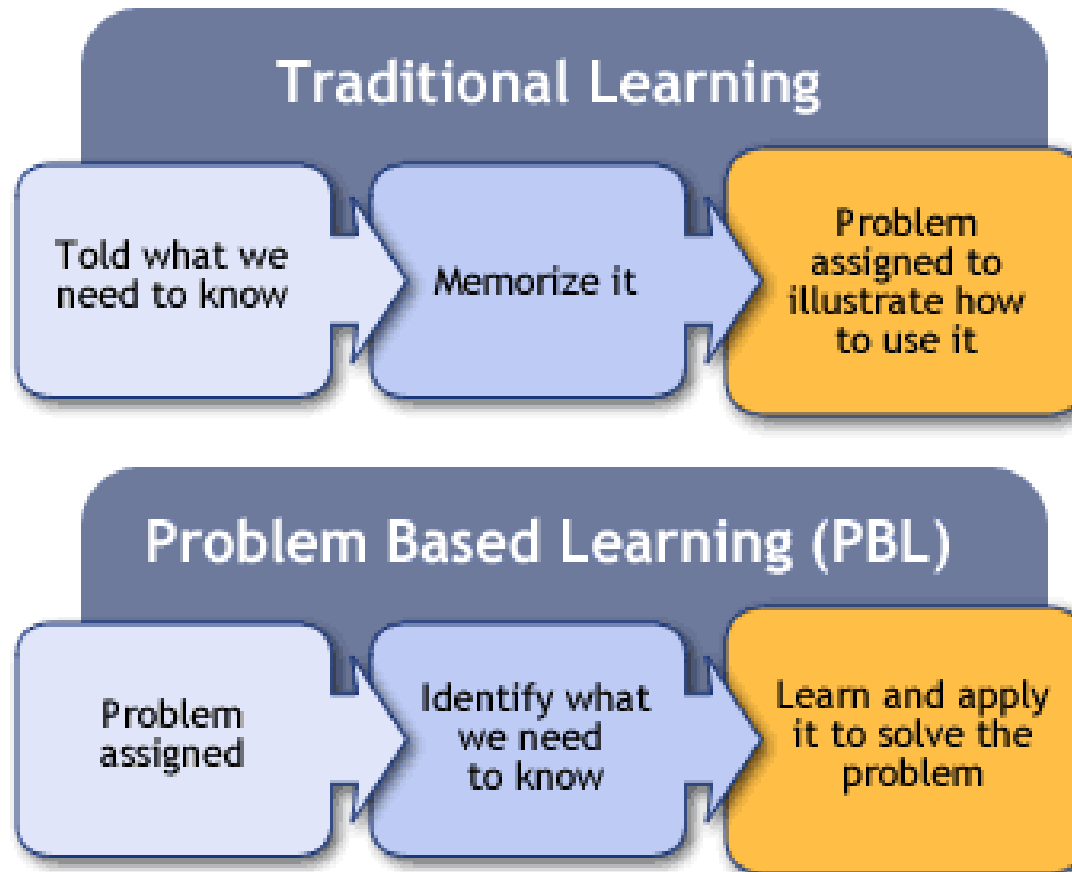 Traditional Learning
Told what we
need to know
Memorize it
Problem
assigned to
illustrate how
to use it
Problem Based Learning (PBL)
Problem
assigned
Identify what
we need
to know
Learn and apply
it to solve the
problem